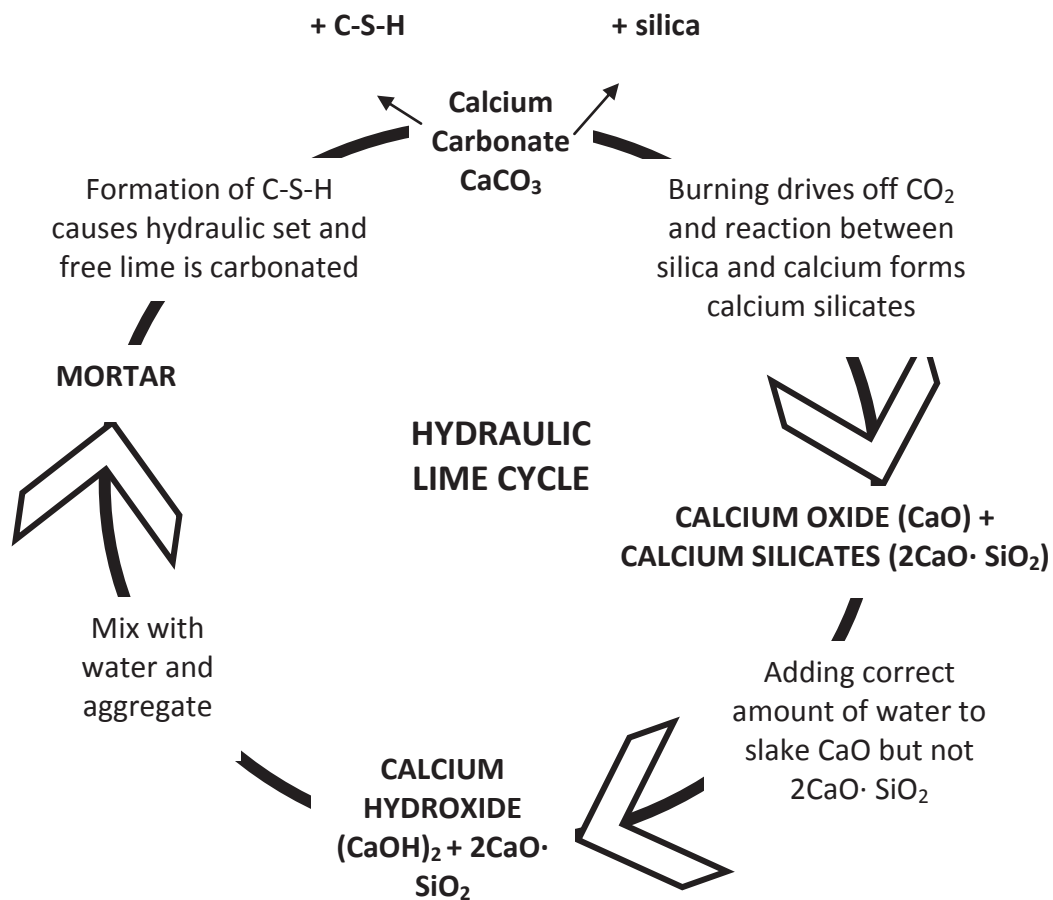 + C-S-H
+ silica
Calcium
Carbonate
CaCO₃
Burning drives off CO₂
and reaction between
silica and calcium forms
calcium silicates
CALCIUM OXIDE (CaO) +
CALCIUM SILICATES (2CaO· SiO₂)
Adding correct
amount of water to
slake CaO but not
2CaO· SiO₂
CALCIUM
HYDROXIDE
(CaOH)₂ + 2CaO·
SiO₂
Mix with
water and
aggregate
MORTAR
Formation of C-S-H
causes hydraulic set and
free lime is carbonated
HYDRAULIC
LIME CYCLE